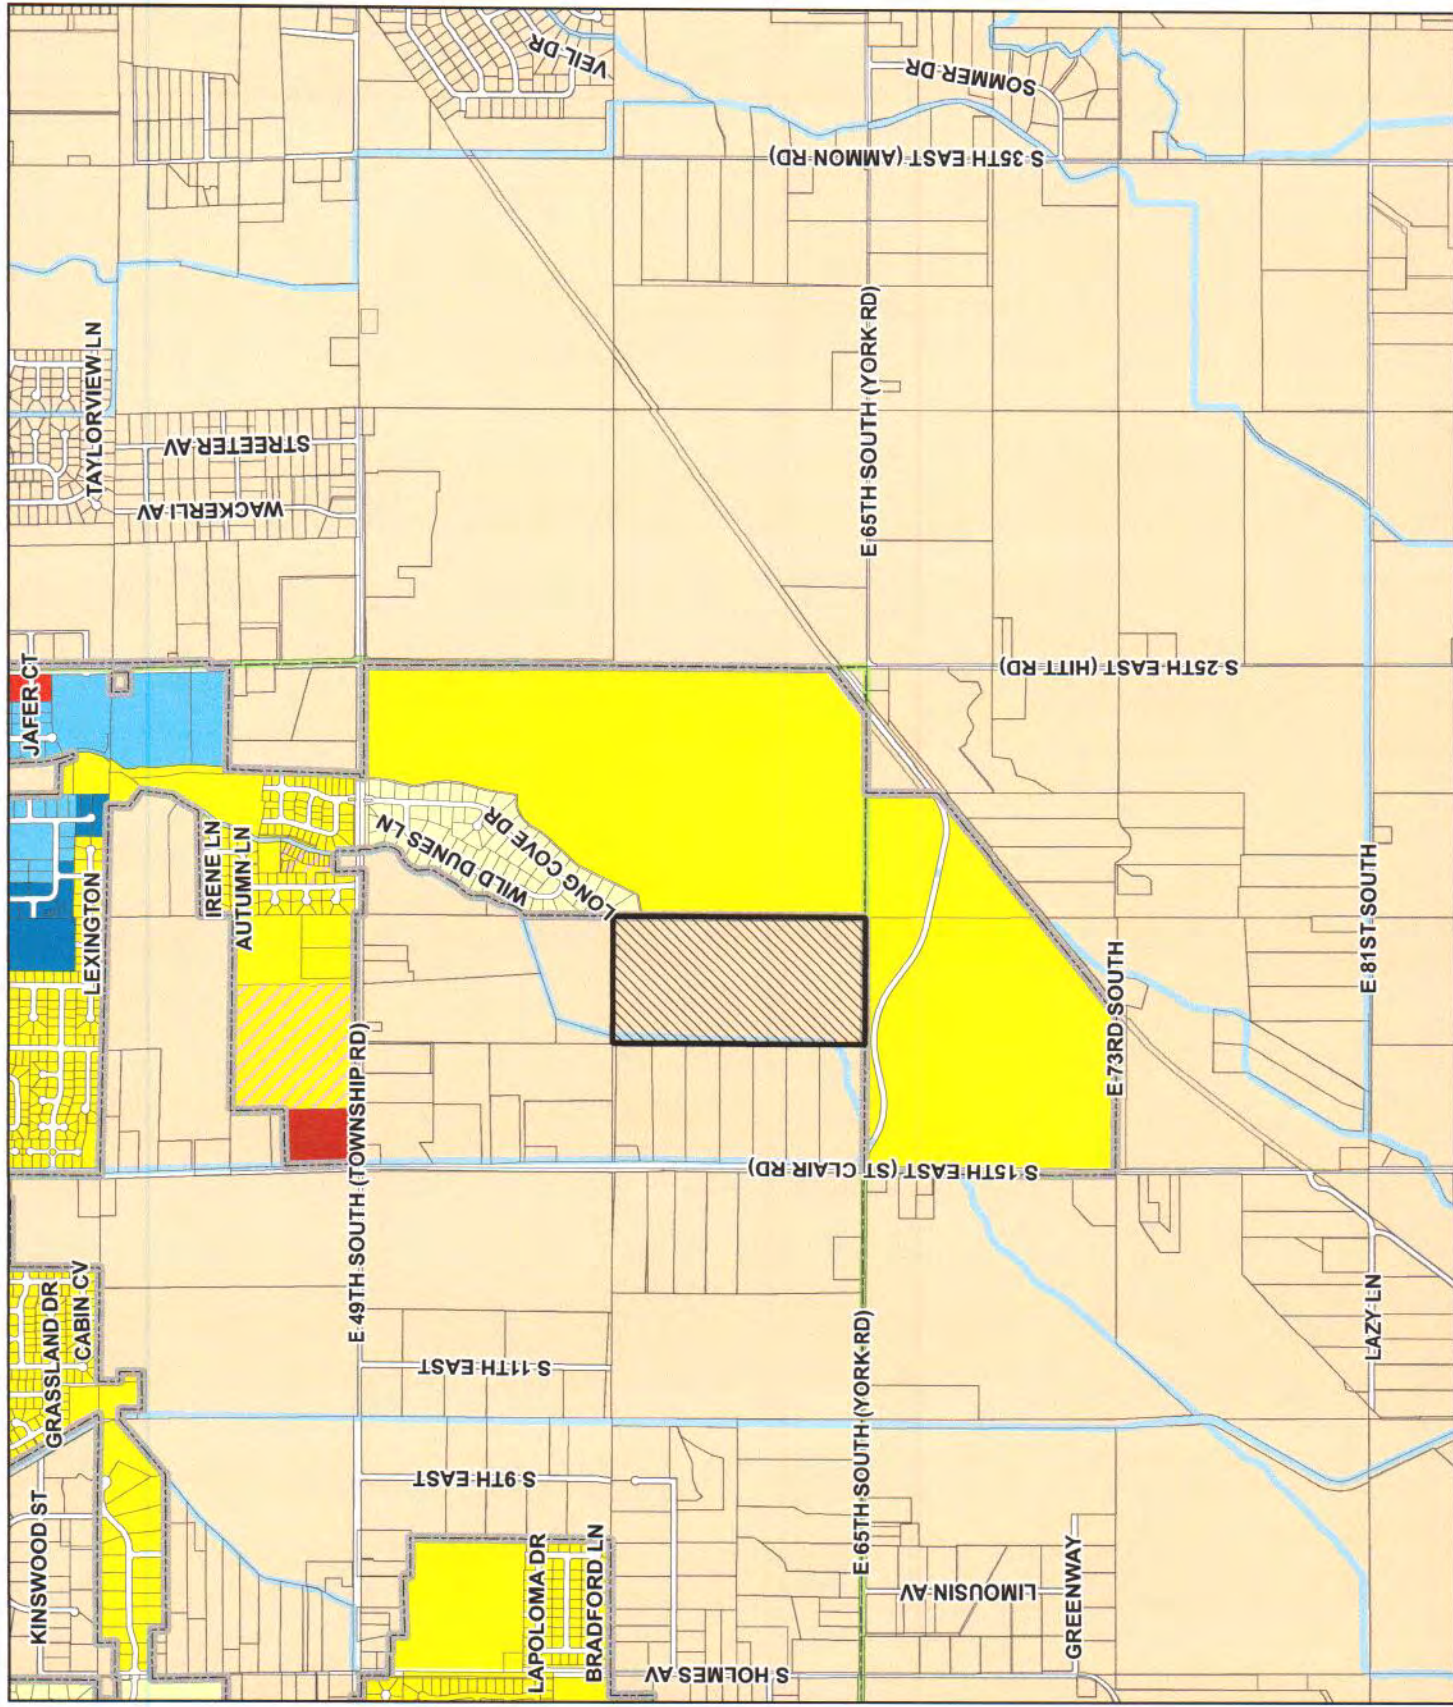 VEIL DR
SOMMER DR
S 35TH EAST (AMMON RD)
TAYLORVIEW LN
E 65TH SOUTH (YORK RD)
STREETER AV
WACKERLI AV
S 25TH EAST (HITT RD)
JAFER CT
WILD DUNES LN
LONG COVE DR
IRENE LN
AUTUMN LN
LEXINGTON
E 81ST SOUTH
E 73RD SOUTH
E 49TH SOUTH (TOWNSHIP RD)
S 15TH EAST (ST CLAIR RD)
GRASSLAND DR
CABIN CV
S 11TH EAST
LAZY LN
E 65TH SOUTH (YORK RD)
S 9TH EAST
KINSWOOD ST
LAPOLOMA DR
BRADFORD LN
LIMOUSIN AV
GREENWAY
S HOLMES AV